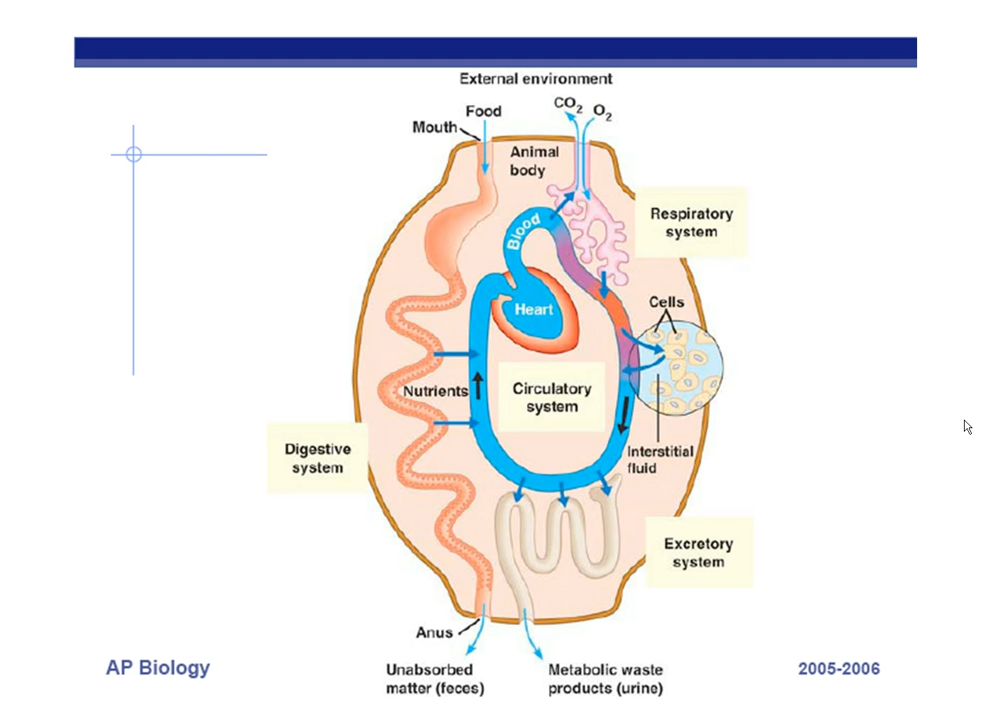 External environment
CO2 O2
Food
Mouth
Animal
body
Respiratory
system
Blood
Cells
Heart
Nutrients
Circulatory
system
Digestive
system
Interstitial
fluid
Excretory
system
Anus
Unabsorbed
matter (feces)
Metabolic waste
products (urine)
AP Biology
2005-2006